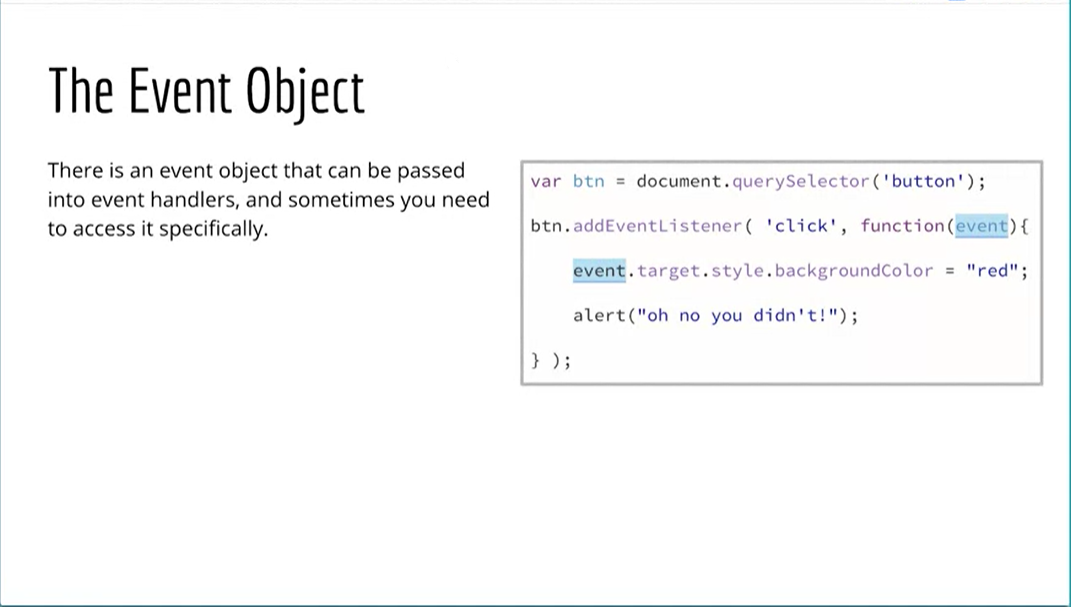 The Event Object
There is an event object that can be passed
into event handlers, and sometimes you need
to access it specifically.
var btn = document.querySelector('button');
btn.addEventListener( 'click', function(event){
event.target.style.backgroundColor = "red";
alert("oh no you didn't!");
} );